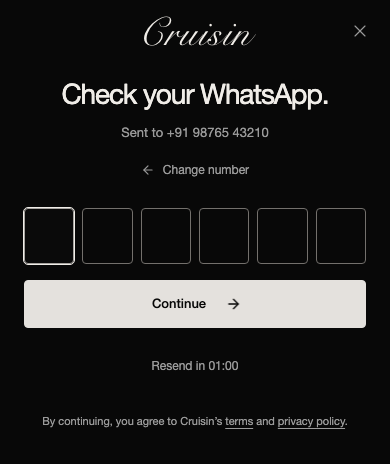 Cruisin
Check your WhatsApp.
Sent to +91 98765 43210
Change number
Continue
Resend in 01:00
By continuing, you agree to Cruisin's terms and privacy policy.